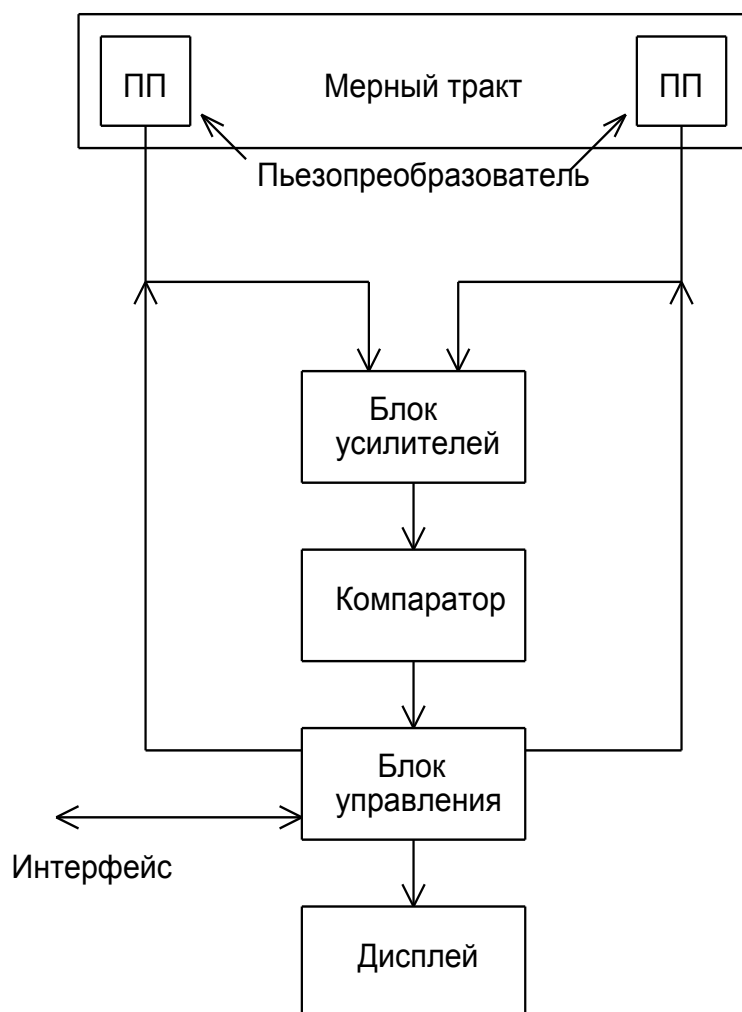 ПП
Мерный тракт
ПП
Пьезопреобразователь
Блок
усилителей
Компаратор
Блок
управления
Интерфейс
Дисплей